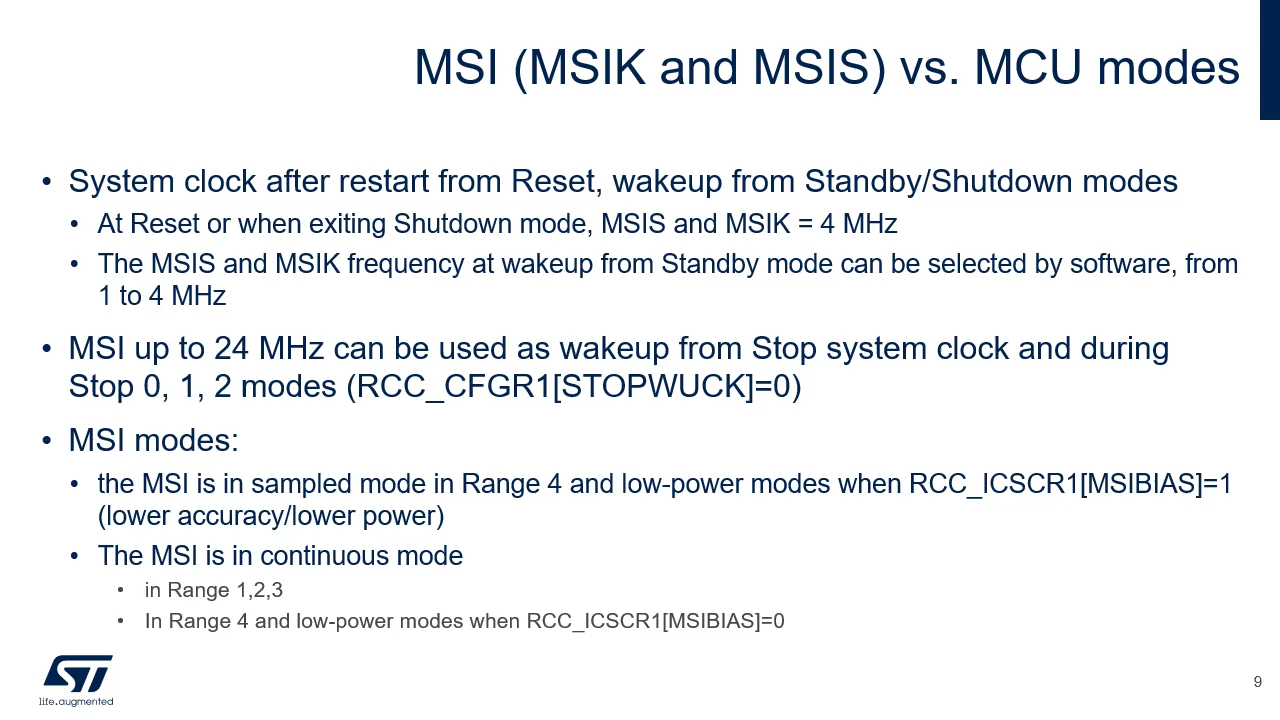 MSI (MSIK and MSIS) vs. MCU modes
• System clock after restart from Reset, wakeup from Standby/Shutdown modes
• At Reset or when exiting Shutdown mode, MSIS and MSIK = 4 MHz
• The MSIS and MSIK frequency at wakeup from Standby mode can be selected by software, from
1 to 4 MHz
• MSI up to 24 MHz can be used as wakeup from Stop system clock and during
Stop 0, 1, 2 modes (RCC_CFGR1[STOPWUCK]=0)
• MSI modes:
• the MSI is in sampled mode in Range 4 and low-power modes when RCC_ICSCR1[MSIBIAS]=1
(lower accuracy/lower power)
• The MSI is in continuous mode
• in Range 1,2,3
• In Range 4 and low-power modes when RCC_ICSCR1[MSIBIAS]=0
ST
life.augmented
9